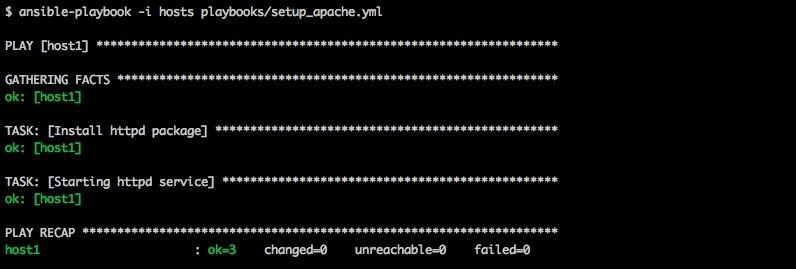 $ ansible-playbook -i hosts playbooks/setup_apache.yml
PLAY [host1] ******************************************************************
GATHERING FACTS ***************************************************************
ok: [host1]
TASK: [Install httpd package] *************************************************
ok: [host1]
TASK: [Starting httpd service] ************************************************
ok: [host1]
PLAY RECAP ********************************************************************
host1                      : ok=3    changed=0    unreachable=0    failed=0